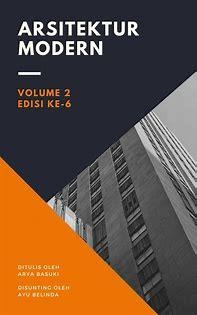 ARSITEKTUR
MODERN
VOLUME 2
EDISI KE-6
DITULIS OLEH
ARYA BASUKI
DISUNTING OLEH
AYU BELINDA